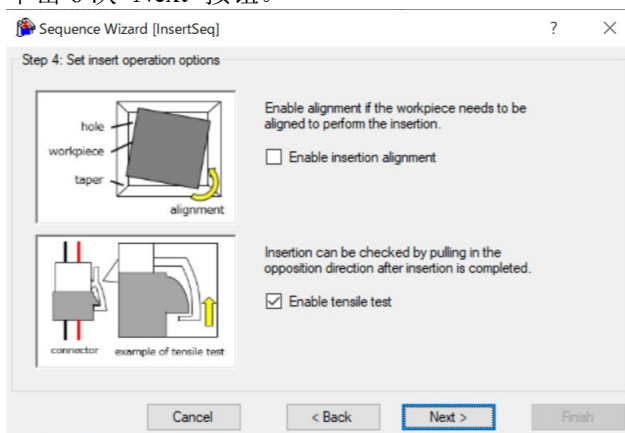 Sequence Wizard [InsertSeq]
Step 4: Set insert operation options
hole
workpiece
taper
alignment
Enable alignment if the workpiece needs to be
aligned to perform the insertion.
Enable insertion alignment
connector
example of tensile test
Insertion can be checked by pulling in the
opposition direction after insertion is completed.
Enable tensile test
Cancel
< Back
Next >
Finish